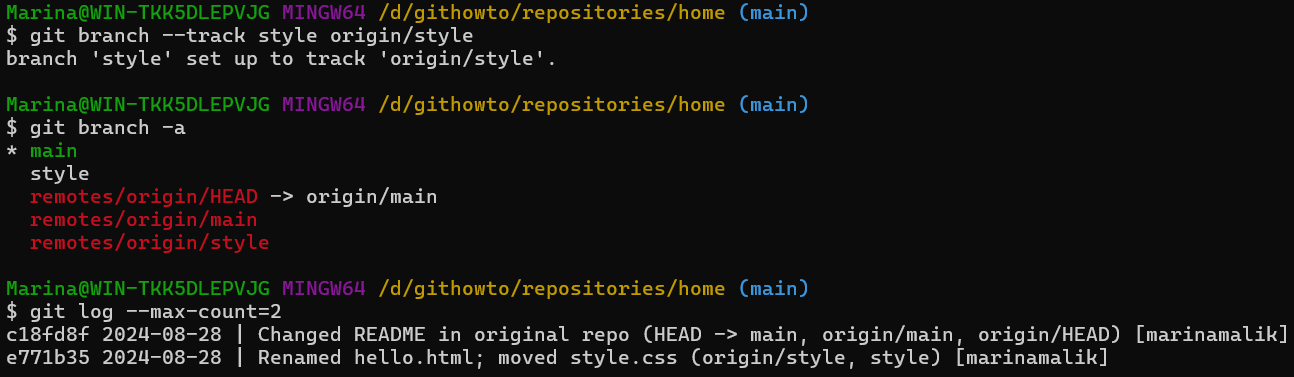 Marina@WIN-TKK5DLEPVJG MINGW64 /d/githowto/repositories/home (main)
$ git branch --track style origin/style
branch 'style' set up to track 'origin/style'.
Marina@WIN-TKK5DLEPVJG MINGW64 /d/githowto/repositories/home (main)
$ git branch -a
* main
  style
  remotes/origin/HEAD -> origin/main
  remotes/origin/main
  remotes/origin/style
Marina@WIN-TKK5DLEPVJG MINGW64 /d/githowto/repositories/home (main)
$ git log --max-count=2
c18fd8f 2024-08-28 | Changed README in original repo (HEAD -> main, origin/main, origin/HEAD) [marinamalik]
e771b35 2024-08-28 | Renamed hello.html; moved style.css (origin/style, style) [marinamalik]